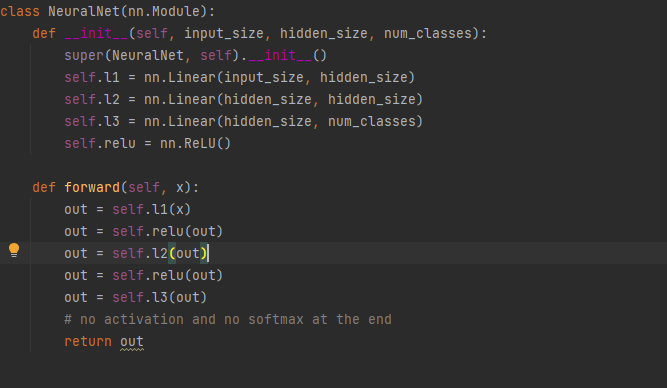 class NeuralNet(nn.Module):
    def __init__(self, input_size, hidden_size, num_classes):
        super(NeuralNet, self).__init__()
        self.l1 = nn.Linear(input_size, hidden_size)
        self.l2 = nn.Linear(hidden_size, hidden_size)
        self.l3 = nn.Linear(hidden_size, num_classes)
        self.relu = nn.ReLU()

    def forward(self, x):
        out = self.l1(x)
        out = self.relu(out)
        out = self.l2(out)
        out = self.relu(out)
        out = self.l3(out)
        # no activation and no softmax at the end
        return out